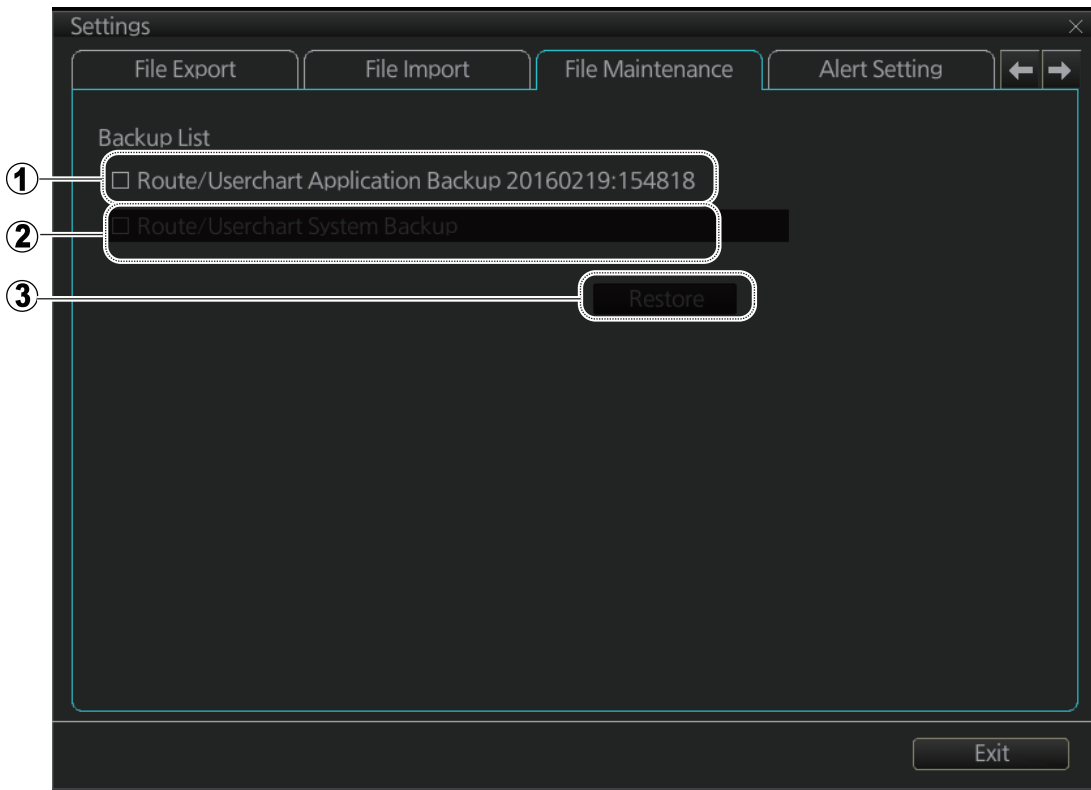 Settings
File Export File Import File Maintenance Alert Setting
Backup List
1 Route/Userchart Application Backup 20160219:154818
2 Route/Userchart System Backup
3 Restore
Exit